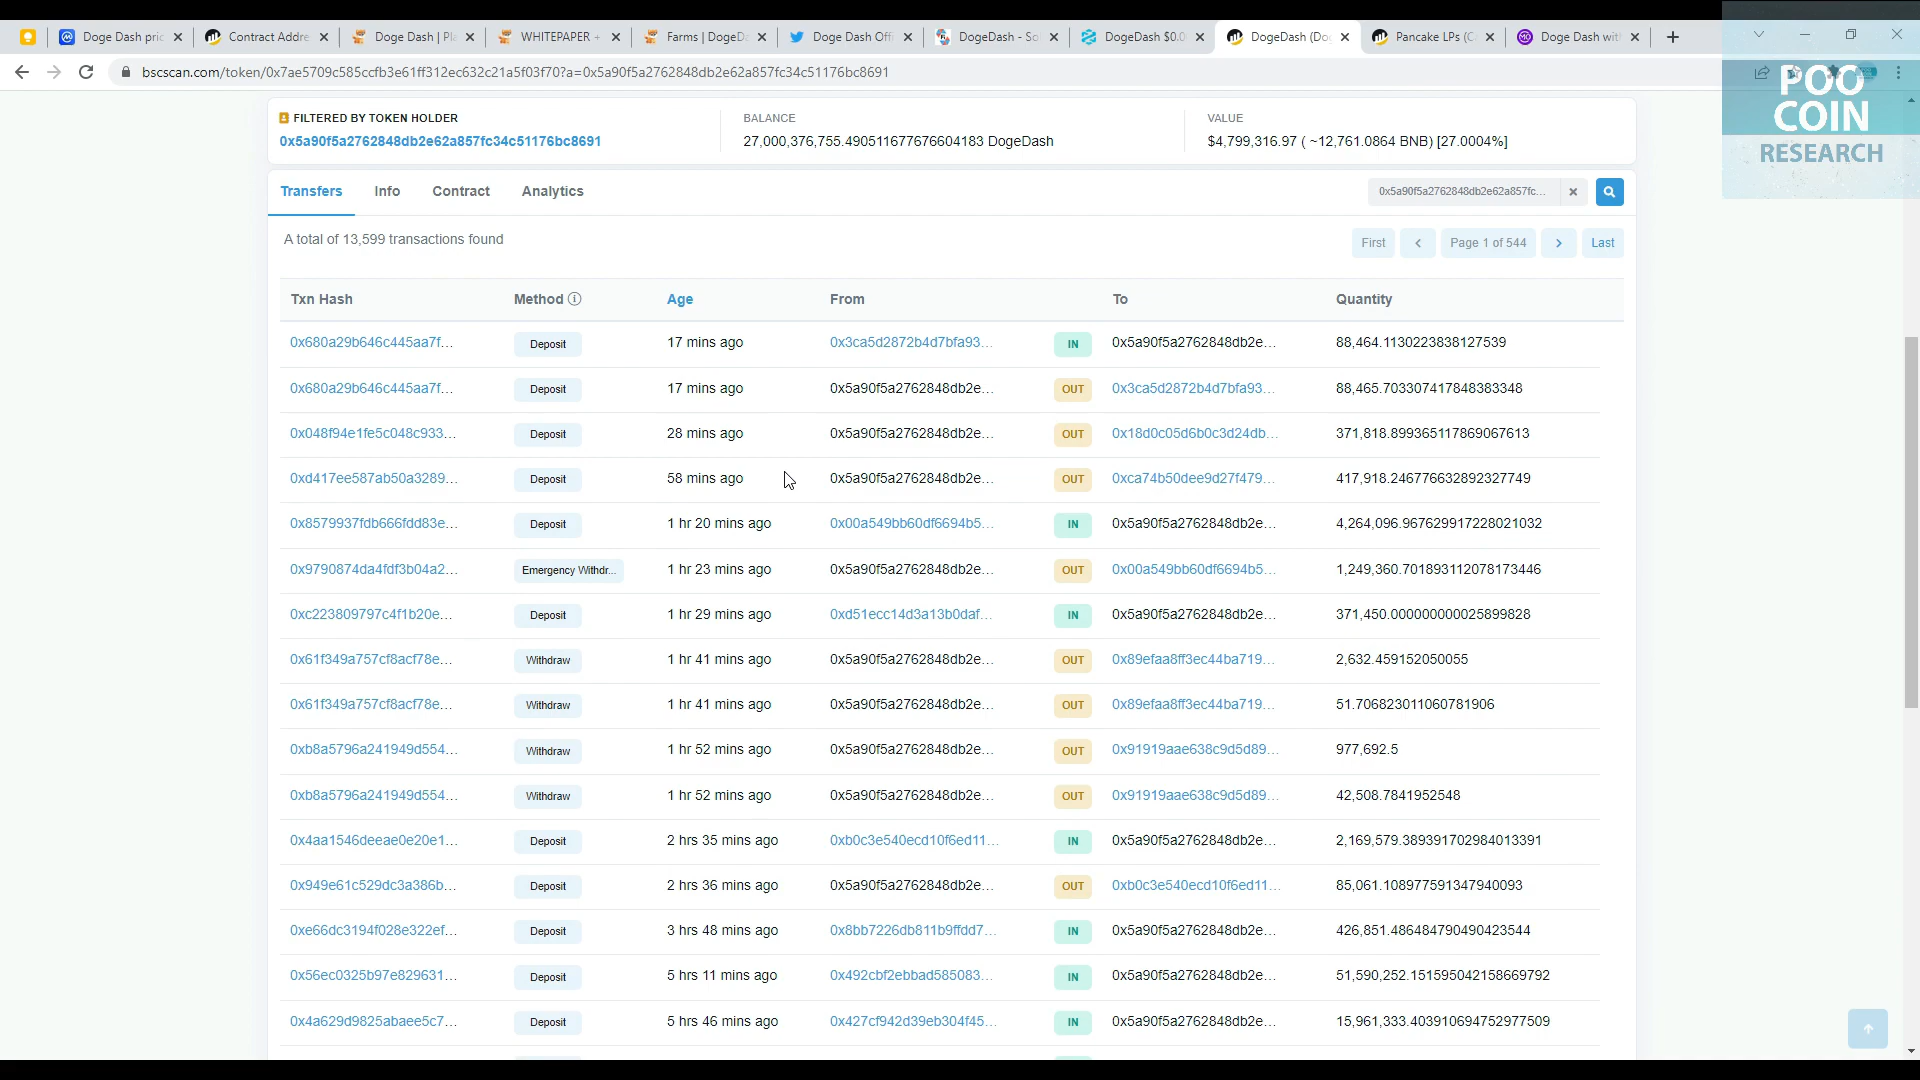 Doge Dash pric
Contract Addre
Doge Dash | Pl
WHITEPAPER -
Farms | DogeD
Doge Dash Offi
DogeDash - So
DogeDash $0.0
DogeDash (Do
Pancake LPs (C
Doge Dash wit
bscscan.com/token/0x7ae5709c585ccfb3e61ff312ec632c21a5f03f70?a=0x5a90f5a2762848db2e62a857fc34c51176bc8691
POO
COIN
RESEARCH
FILTERED BY TOKEN HOLDER
0x5a90f5a2762848db2e62a857fc34c51176bc8691
BALANCE
27,000,376,755.490511677676604183 DogeDash
VALUE
$4,799,316.97 ( ~12,761.0864 BNB) [27.0004%]
Transfers Info Contract Analytics
0x5a90f5a2762848db2e62a857fc...
A total of 13,599 transactions found
First Page 1 of 544 Last
Txn Hash Method Age From To Quantity
0x680a29b646c445aa7f... Deposit 17 mins ago 0x3ca5d2872b4d7bfa93... IN 0x5a90f5a2762848db2e... 88,464.1130223838127539
0x680a29b646c445aa7f... Deposit 17 mins ago 0x5a90f5a2762848db2e... OUT 0x3ca5d2872b4d7bfa93... 88,465.703307417848383348
0x048f94e1fe5c048c933... Deposit 28 mins ago 0x5a90f5a2762848db2e... OUT 0x18d0c05d6b0c3d24db... 371,818.899365117869067613
0xd417ee587ab50a3289... Deposit 58 mins ago 0x5a90f5a2762848db2e... OUT 0xca74b50dee9d27f479... 417,918.246776632892327749
0x8579937fdb666fdd83e... Deposit 1 hr 20 mins ago 0x00a549bb60df6694b5... IN 0x5a90f5a2762848db2e... 4,264,096.967629917228021032
0x9790874da4fdf3b04a2... Emergency Withdr... 1 hr 23 mins ago 0x5a90f5a2762848db2e... OUT 0x00a549bb60df6694b5... 1,249,360.701893112078173446
0xc223809797c4f1b20e... Deposit 1 hr 29 mins ago 0xd51ecc14d3a13b0daf... IN 0x5a90f5a2762848db2e... 371,450.000000000025899828
0x61f349a757cf8acf78e... Withdraw 1 hr 41 mins ago 0x5a90f5a2762848db2e... OUT 0x89efaa8ff3ec44ba719... 2,632.459152050055
0x61f349a757cf8acf78e... Withdraw 1 hr 41 mins ago 0x5a90f5a2762848db2e... OUT 0x89efaa8ff3ec44ba719... 51.706823011060781906
0xb8a5796a241949d554... Withdraw 1 hr 52 mins ago 0x5a90f5a2762848db2e... OUT 0x91919aae638c9d5d89... 977,692.5
0xb8a5796a241949d554... Withdraw 1 hr 52 mins ago 0x5a90f5a2762848db2e... OUT 0x91919aae638c9d5d89... 42,508.7841952548
0x4aa1546deeae0e20e1... Deposit 2 hrs 35 mins ago 0xb0c3e540ecd10f6ed11... IN 0x5a90f5a2762848db2e... 2,169,579.389391702984013391
0x949e61c529dc3a386b... Deposit 2 hrs 36 mins ago 0x5a90f5a2762848db2e... OUT 0xb0c3e540ecd10f6ed11... 85,061.108977591347940093
0xe66dc3194f028e322ef... Deposit 3 hrs 48 mins ago 0x8bb7226db811b9ffdd7... IN 0x5a90f5a2762848db2e... 426,851.486484790490423544
0x56ec0325b97e829631... Deposit 5 hrs 11 mins ago 0x492cbf2ebbad585083... IN 0x5a90f5a2762848db2e... 51,590,252.151595042158669792
0x4a629d9825abaee5c7... Deposit 5 hrs 46 mins ago 0x427cf942d39eb304f45... IN 0x5a90f5a2762848db2e... 15,961,333.403910694752977509